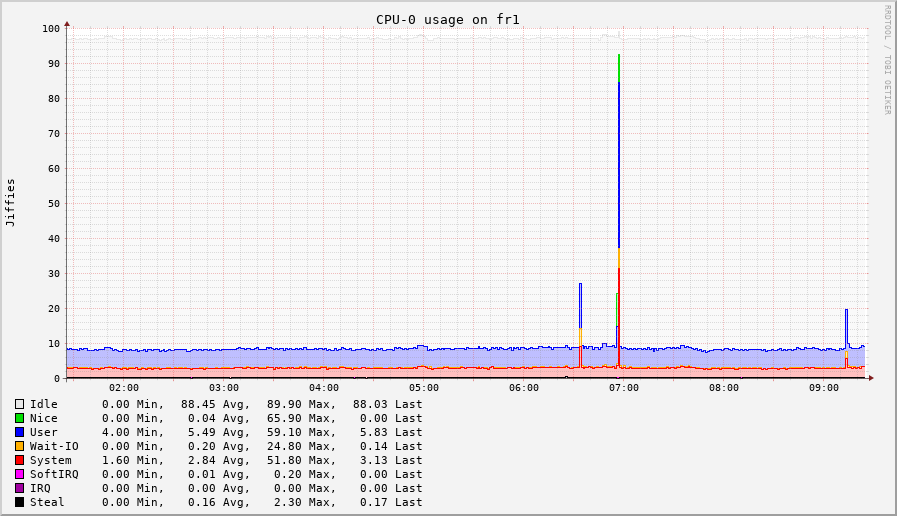 CPU-0 usage on fr1
RRDTOOL / TOBI OETIKER
Jiffies
100
90
80
70
60
50
40
30
20
10
0
02:00 03:00 04:00 05:00 06:00 07:00 08:00 09:00
Idle 0.00 Min, 88.45 Avg, 89.90 Max, 88.03 Last
Nice 0.00 Min, 0.04 Avg, 65.90 Max, 0.00 Last
User 4.00 Min, 5.49 Avg, 59.10 Max, 5.83 Last
Wait-IO 0.00 Min, 0.20 Avg, 24.80 Max, 0.14 Last
System 1.60 Min, 2.84 Avg, 51.80 Max, 3.13 Last
SoftIRQ 0.00 Min, 0.01 Avg, 0.20 Max, 0.00 Last
IRQ 0.00 Min, 0.00 Avg, 0.00 Max, 0.00 Last
Steal 0.00 Min, 0.16 Avg, 2.30 Max, 0.17 Last